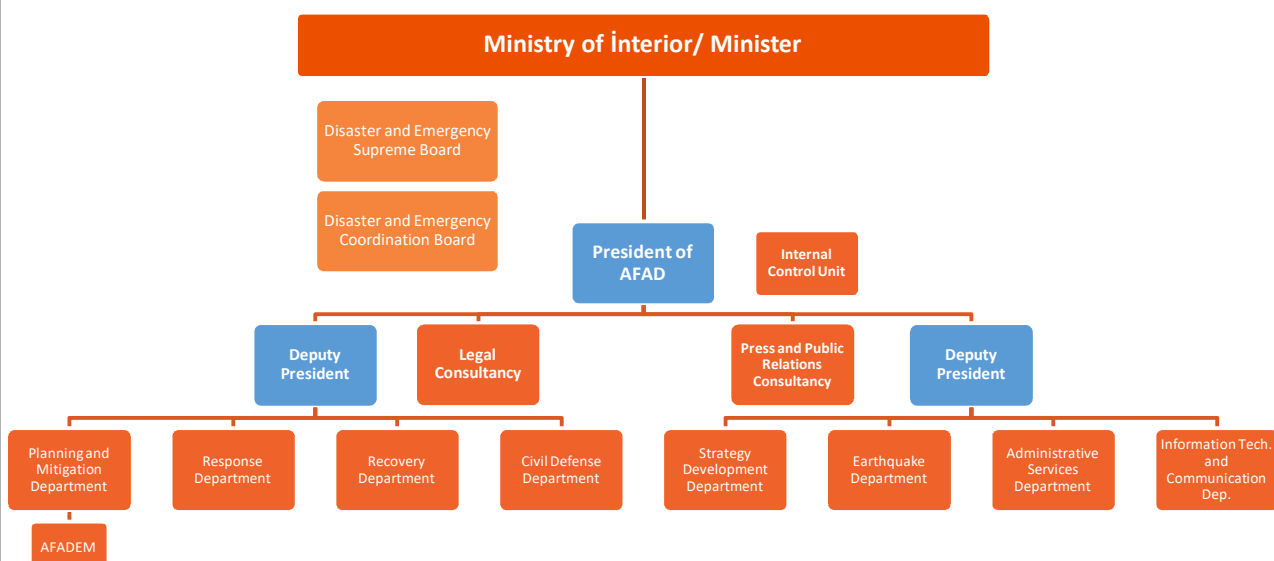 Ministry of İnterior/ Minister
Disaster and Emergency
Supreme Board
Disaster and Emergency
Coordination Board
President of
AFAD
Internal
Control Unit
Deputy
President
Legal
Consultancy
Press and Public
Relations
Consultancy
Deputy
President
Planning and
Mitigation
Department
Response
Department
Recovery
Department
Civil Defense
Department
Strategy
Development
Department
Earthquake
Department
Administrative
Services
Department
Information Tech.
and
Communication
Dep.
AFADEM